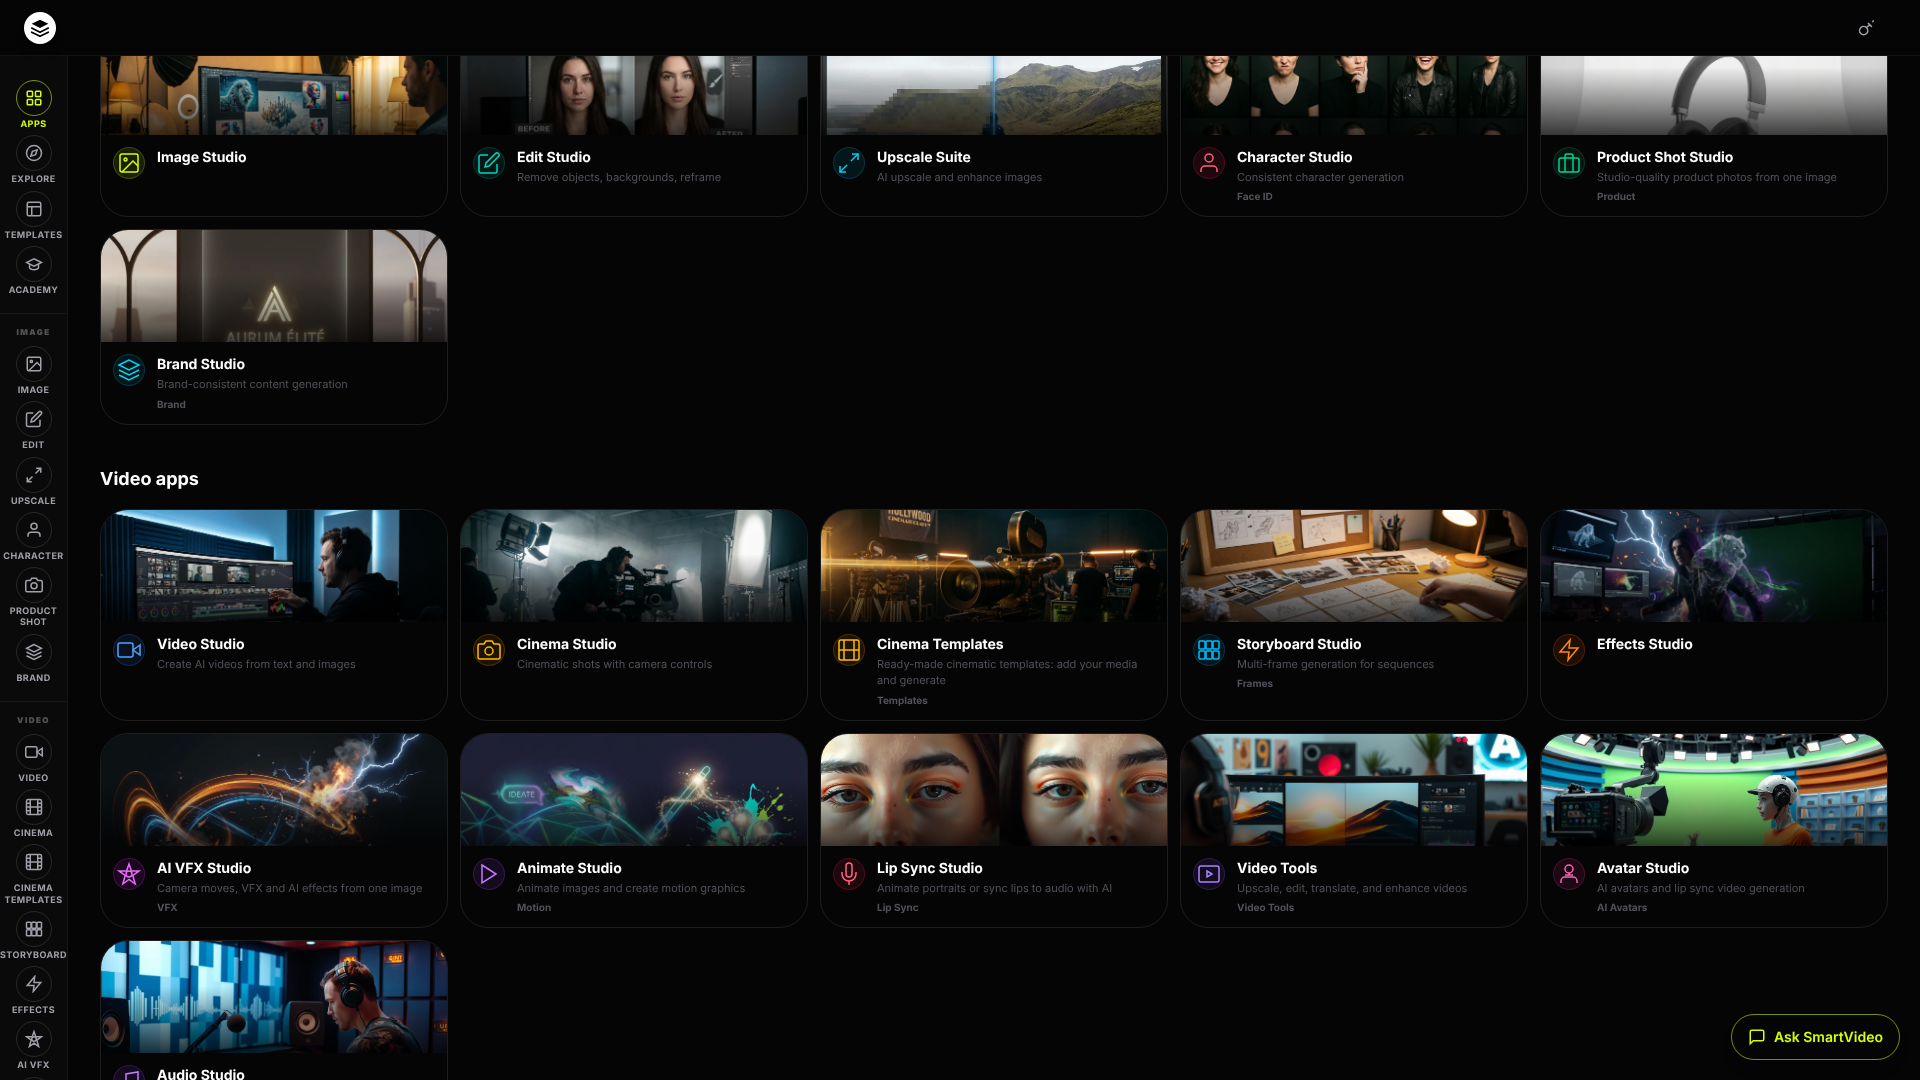 APPS
EXPLORE
TEMPLATES
ACADEMY
IMAGE
IMAGE
EDIT
UPSCALE
CHARACTER
PRODUCT
SHOT
BRAND
VIDEO
VIDEO
CINEMA
CINEMA
TEMPLATES
STORYBOARD
EFFECTS
AI VFX
Image Studio
BEFORE
AFTER
Edit Studio
Remove objects, backgrounds, reframe
Upscale Suite
AI upscale and enhance images
Character Studio
Consistent character generation
Face ID
Product Shot Studio
Studio-quality product photos from one image
Product
AURUM ÉLITÉ
Brand Studio
Brand-consistent content generation
Brand
Video apps
Video Studio
Create AI videos from text and images
Cinema Studio
Cinematic shots with camera controls
HOLLYWOOD
Cinema Templates
Ready-made cinematic templates: add your media
and generate
Templates
Storyboard Studio
Multi-frame generation for sequences
Frames
Effects Studio
AI VFX Studio
Camera moves, VFX and AI effects from one image
VFX
IDEATE
Animate Studio
Animate images and create motion graphics
Motion
Lip Sync Studio
Animate portraits or sync lips to audio with AI
Lip Sync
Video Tools
Upscale, edit, translate, and enhance videos
Video Tools
Avatar Studio
AI avatars and lip sync video generation
AI Avatars
Audio Studio
Ask SmartVideo